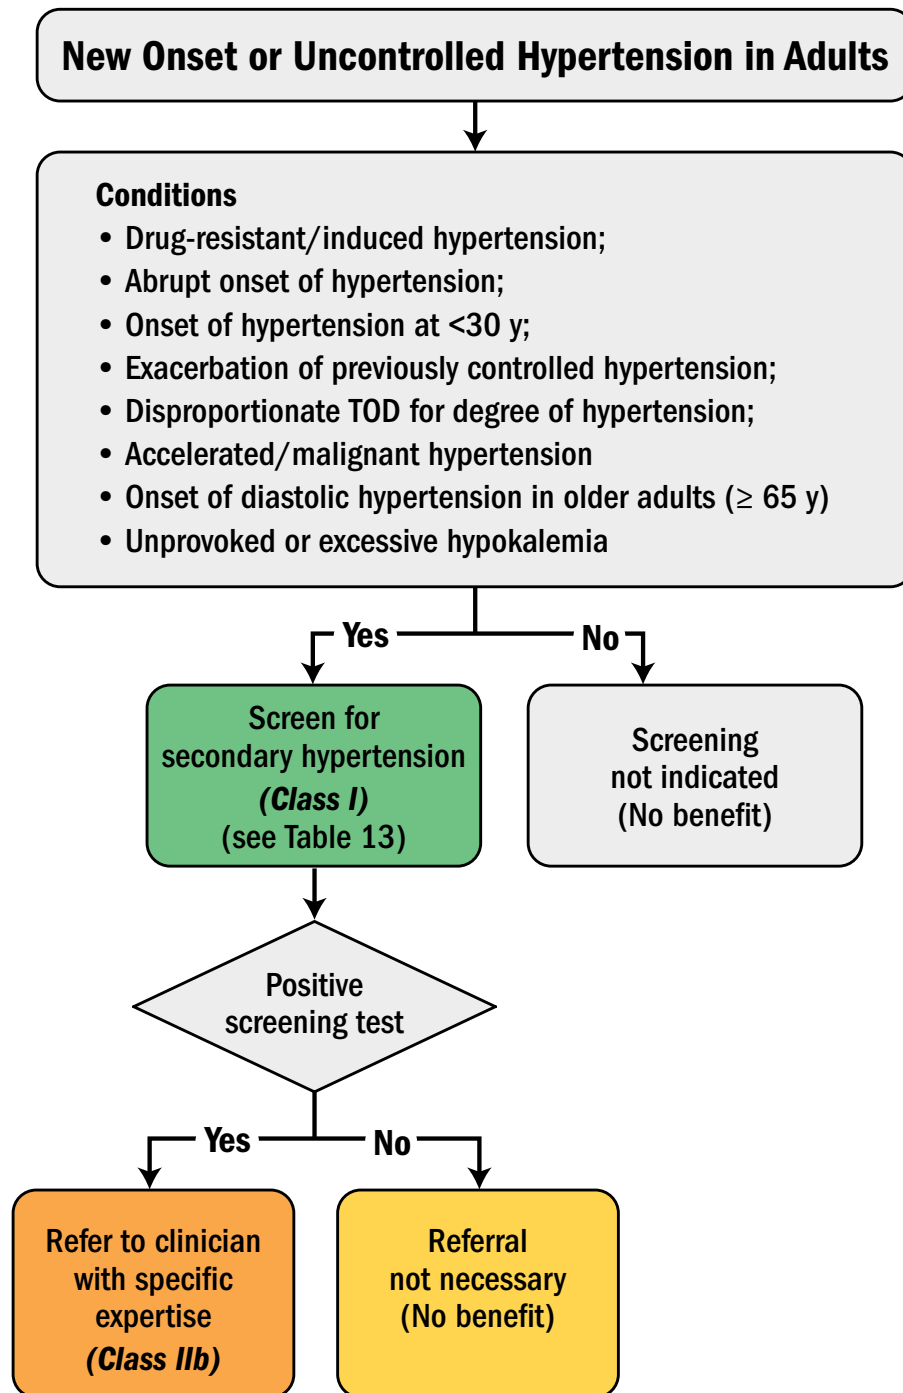 New Onset or Uncontrolled Hypertension in Adults
Conditions
• Drug-resistant/induced hypertension;
• Abrupt onset of hypertension;
• Onset of hypertension at <30 y;
• Exacerbation of previously controlled hypertension;
• Disproportionate TOD for degree of hypertension;
• Accelerated/malignant hypertension
• Onset of diastolic hypertension in older adults (≥ 65 y)
• Unprovoked or excessive hypokalemia
Yes
No
Screen for
secondary hypertension
(Class I)
(see Table 13)
Screening
not indicated
(No benefit)
Positive
screening test
Yes
No
Refer to clinician
with specific
expertise
(Class IIb)
Referral
not necessary
(No benefit)